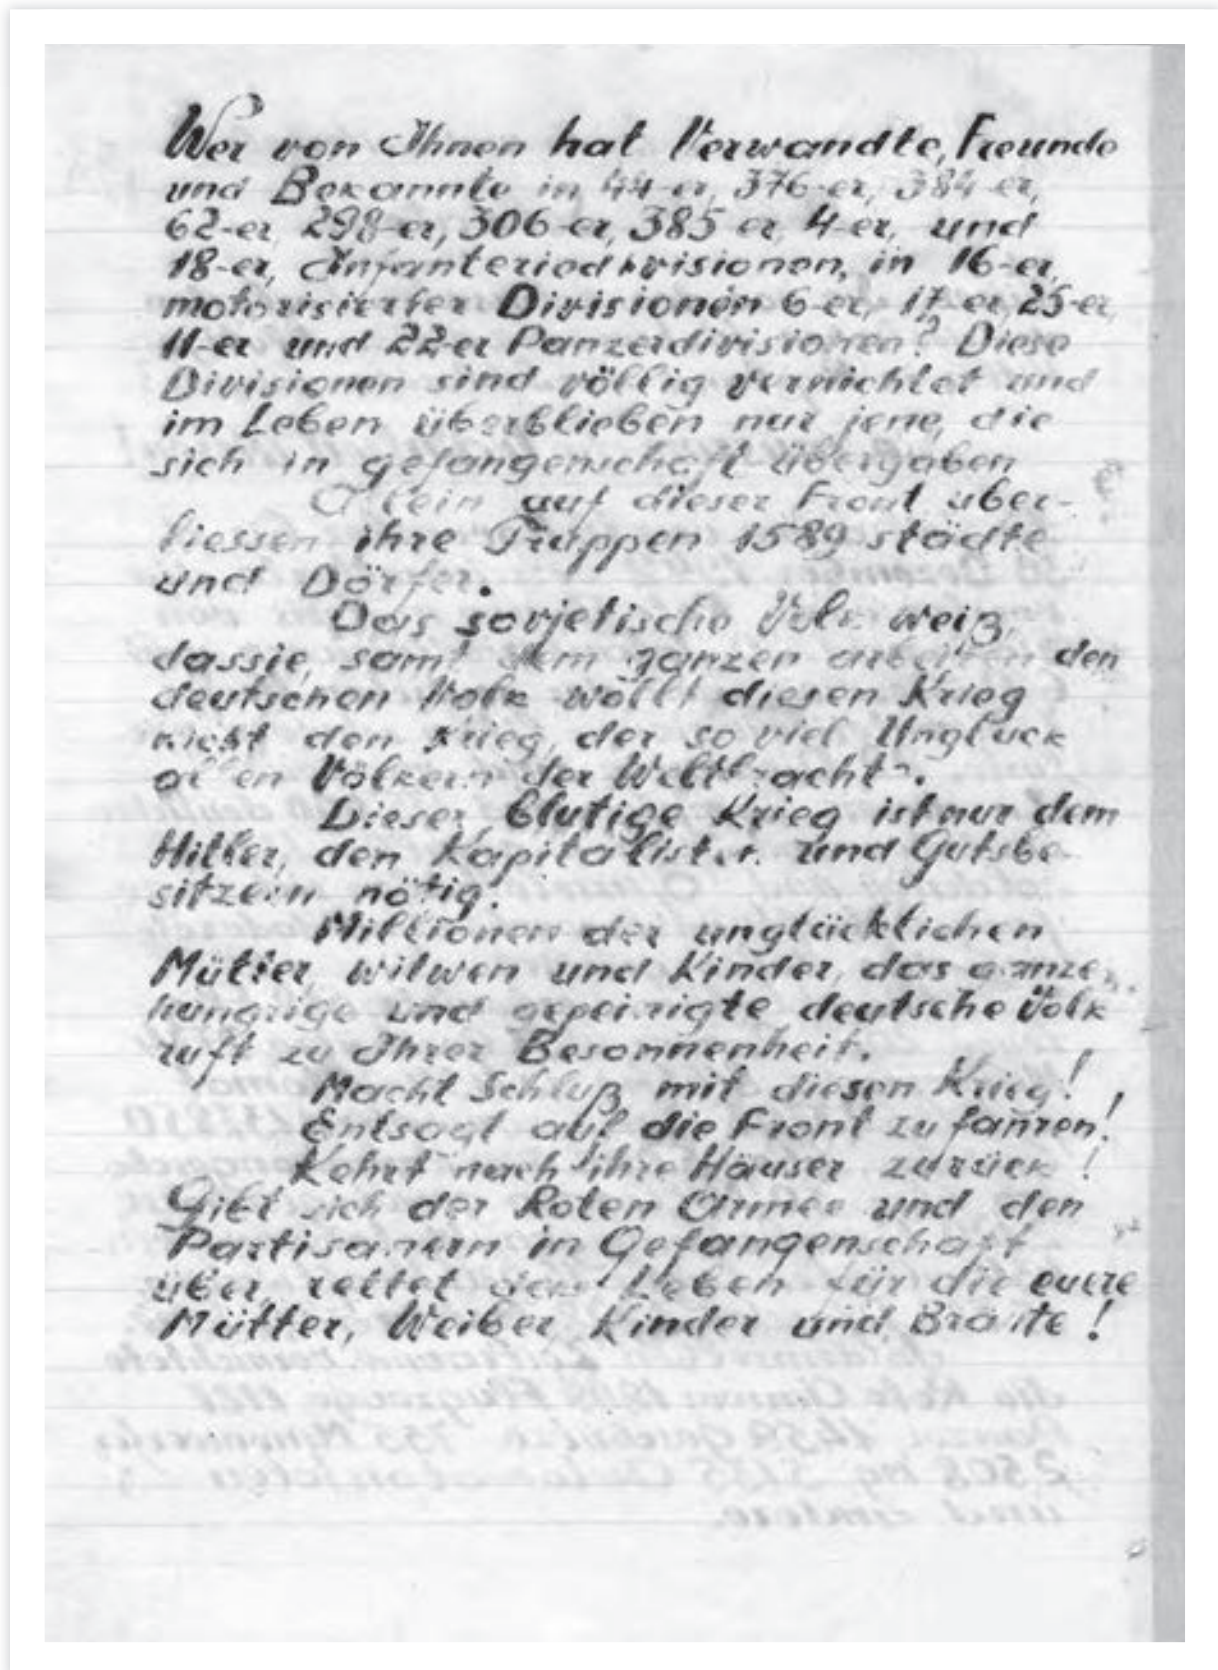 Wer von Ihnen hat Verwandte, Freunde
und Bekannte in 44-er, 376-er, 384-er,
62-er 298-er, 306-er, 385 er 4-er, und
18-er, Infanteriedivisionen, in 16-er,
motorisierter Divisionen 6-er, 17 er 25-er
11-er und 22-er Panzerdivisionen? Diese
Divisionen sind völlig vernichtet und
im Leben überblieben nur jene, die
sich in gefangenschaft übergaben
Allein auf dieser Front uber-
liessen ihre Truppen 1589 städte
und Dörfer.
Das sovjetische Volk weiß,
dassie, samt dem ganzen den
deutschen Volk wollt diesen Krieg
nicht den Krieg, der so viel Ungluck
allen Völkern der Welt
Dieser blutige Krieg ist nur dem
Hitler, den Kapitalisten und Gutsbe-
sitzern nötig.
Millionen der unglücklichen
Mütter, witwen und Kinder, das ganze,
hungrige und gepeinigte deutsche Volk
ruft zu Ihrer Besonnenheit.
Macht Schluß mit diesen Krieg!
Entsagt auf die Front zu fahren!
Kehrt nach ihre Häuser zurück!
Gibt sich der Roten Armee und den
Partisanern in Gefangenschaft
über, rettet Leben für die euere
Mütter, Weiber Kinder und Bräute!